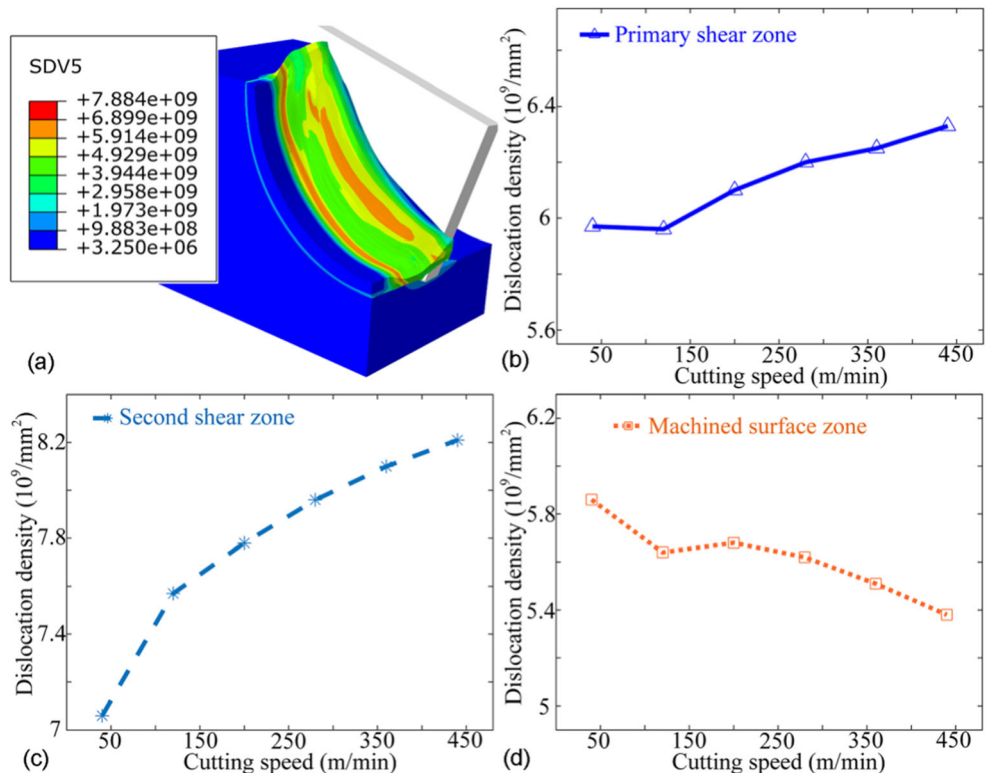 SDV5
+7.884e+09
+6.899e+09
+5.914e+09
+4.929e+09
+3.944e+09
+2.958e+09
+1.973e+09
+9.883e+08
+3.250e+06
(a)
Primary shear zone
Dislocation density (10⁹/mm²)
6.4
6
5.6
50 150 250 350 450
Cutting speed (m/min)
(b)
Second shear zone
Dislocation density (10⁹/mm²)
8.2
7.8
7.4
7
50 150 250 350 450
Cutting speed (m/min)
(c)
Machined surface zone
Dislocation density (10⁹/mm²)
6.2
5.8
5.4
5
50 150 250 350 450
Cutting speed (m/min)
(d)